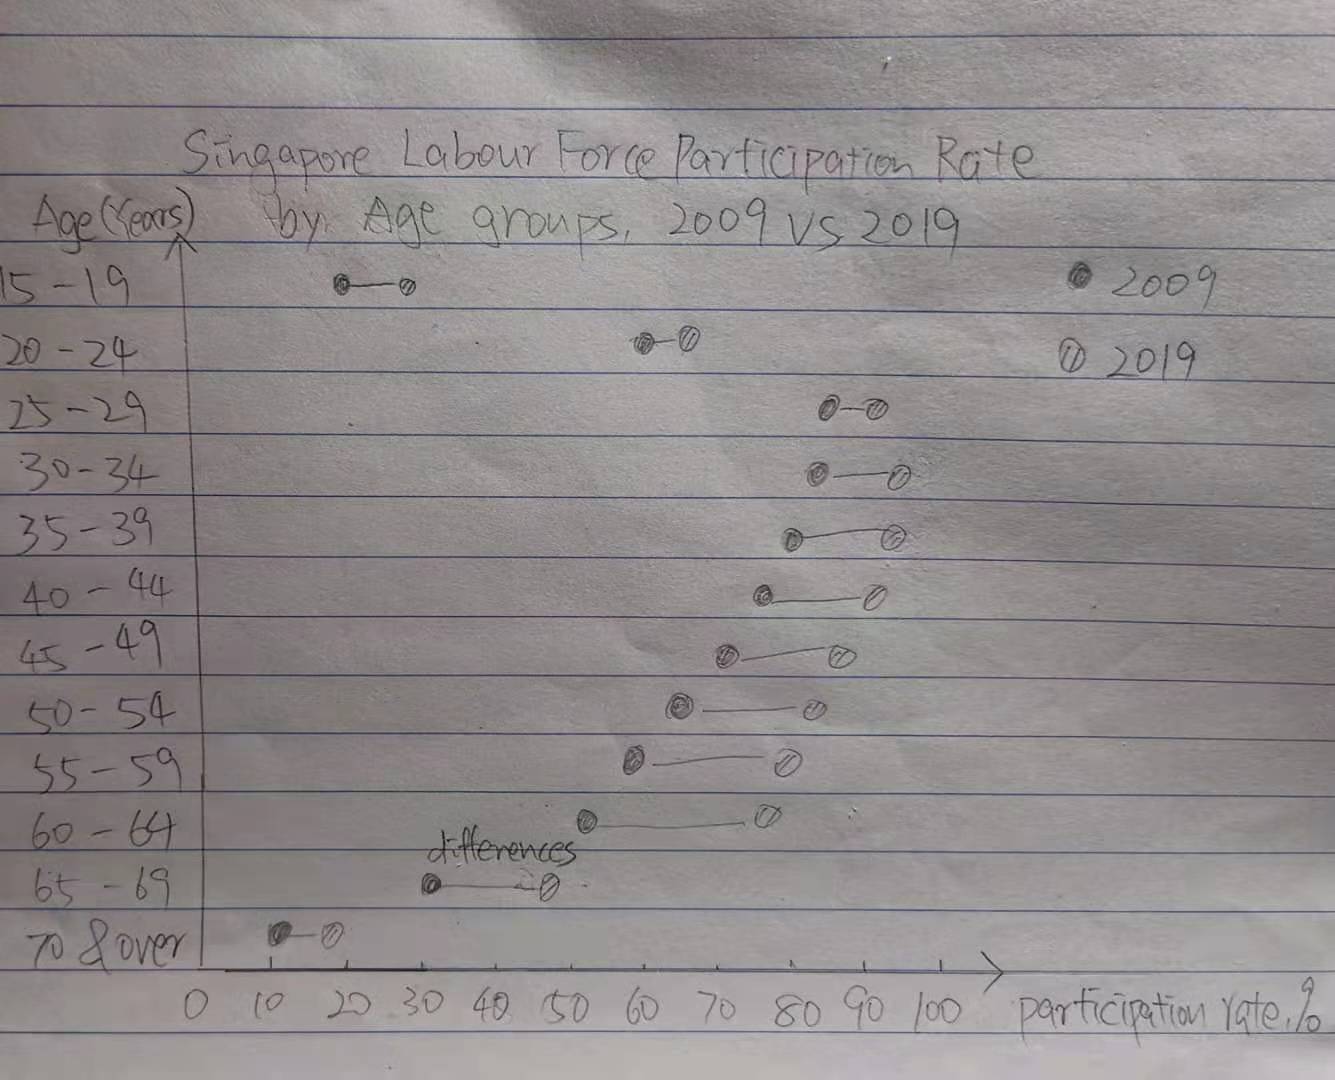 Singapore Labour Force Participation Rate
Age (Years) by Age groups, 2009 VS 2019
15-19
2009
20-24
2019
25-29
30-34
35-39
40-44
45-49
50-54
55-59
60-64
differences
65-69
70 & over
0 10 20 30 40 50 60 70 80 90 100 participation rate,%